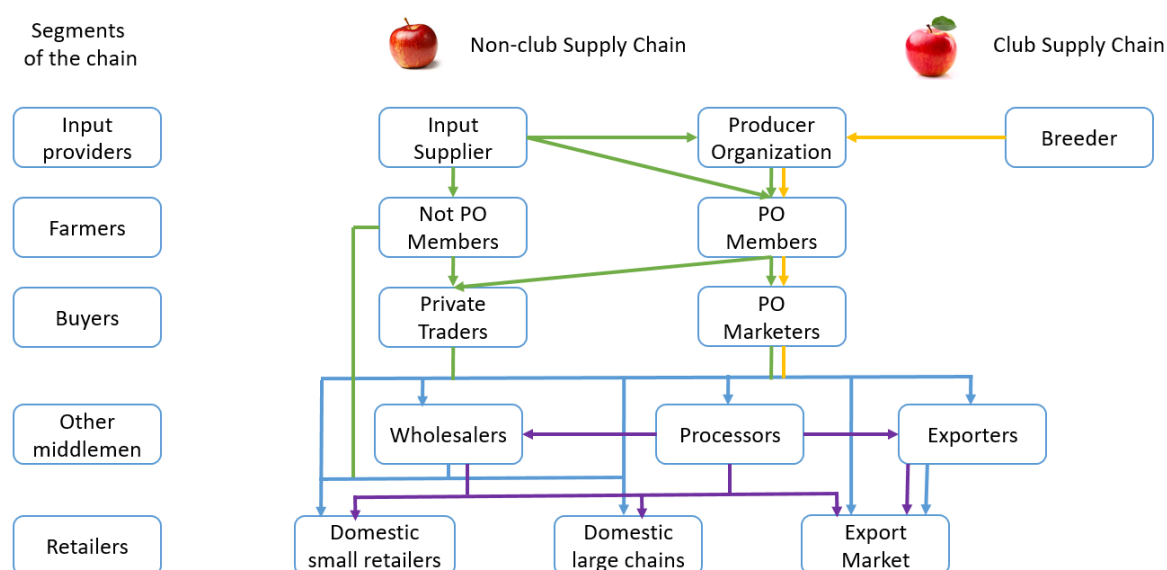 Segments
of the chain
Non-club Supply Chain
Club Supply Chain
Input
providers
Input
Supplier
Producer
Organization
Breeder
Farmers
Not PO
Members
PO
Members
Buyers
Private
Traders
PO
Marketers
Other
middlemen
Wholesalers
Processors
Exporters
Retailers
Domestic
small retailers
Domestic
large chains
Export
Market